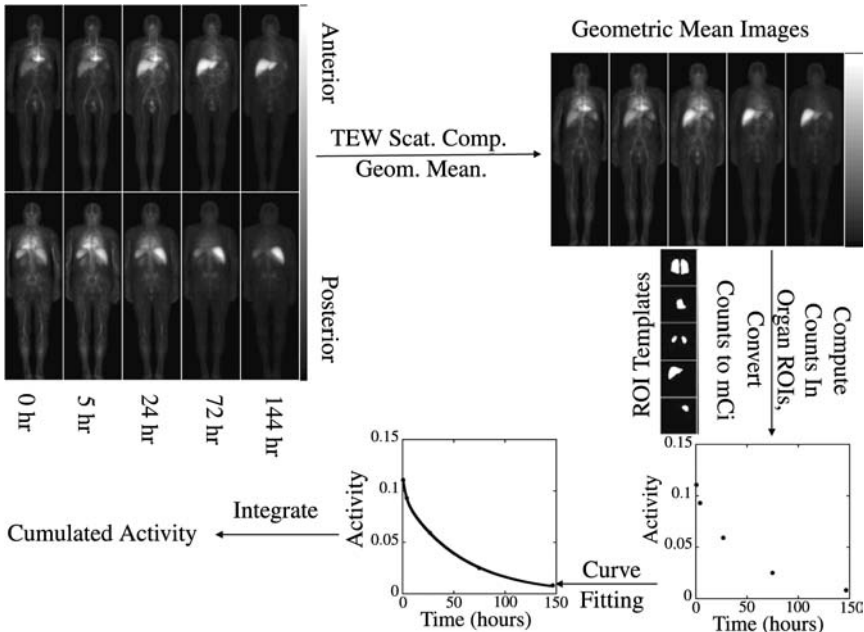 Anterior
Posterior
0 hr
5 hr
24 hr
72 hr
144 hr
TEW Scat. Comp.
Geom. Mean.
Geometric Mean Images
ROI Templates
Compute
Counts In
Organ ROIs,
Convert
Counts to mCi
0.15
0.1
0.05
0
Activity
0
50
100
150
Time (hours)
Curve
Fitting
0.15
0.1
0.05
0
Activity
0
50
100
150
Time (hours)
Integrate
Cumulated Activity